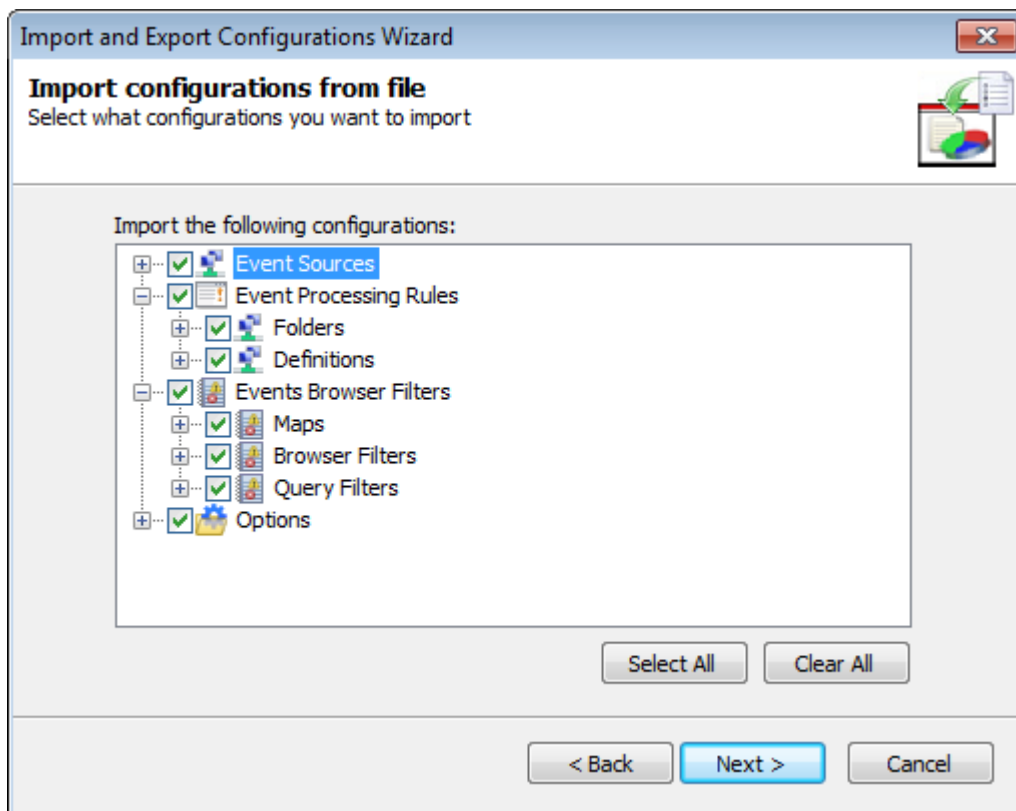 Import and Export Configurations Wizard
Import configurations from file
Select what configurations you want to import
Import the following configurations:
Event Sources
Event Processing Rules
Folders
Definitions
Events Browser Filters
Maps
Browser Filters
Query Filters
Options
Select All Clear All
< Back Next > Cancel